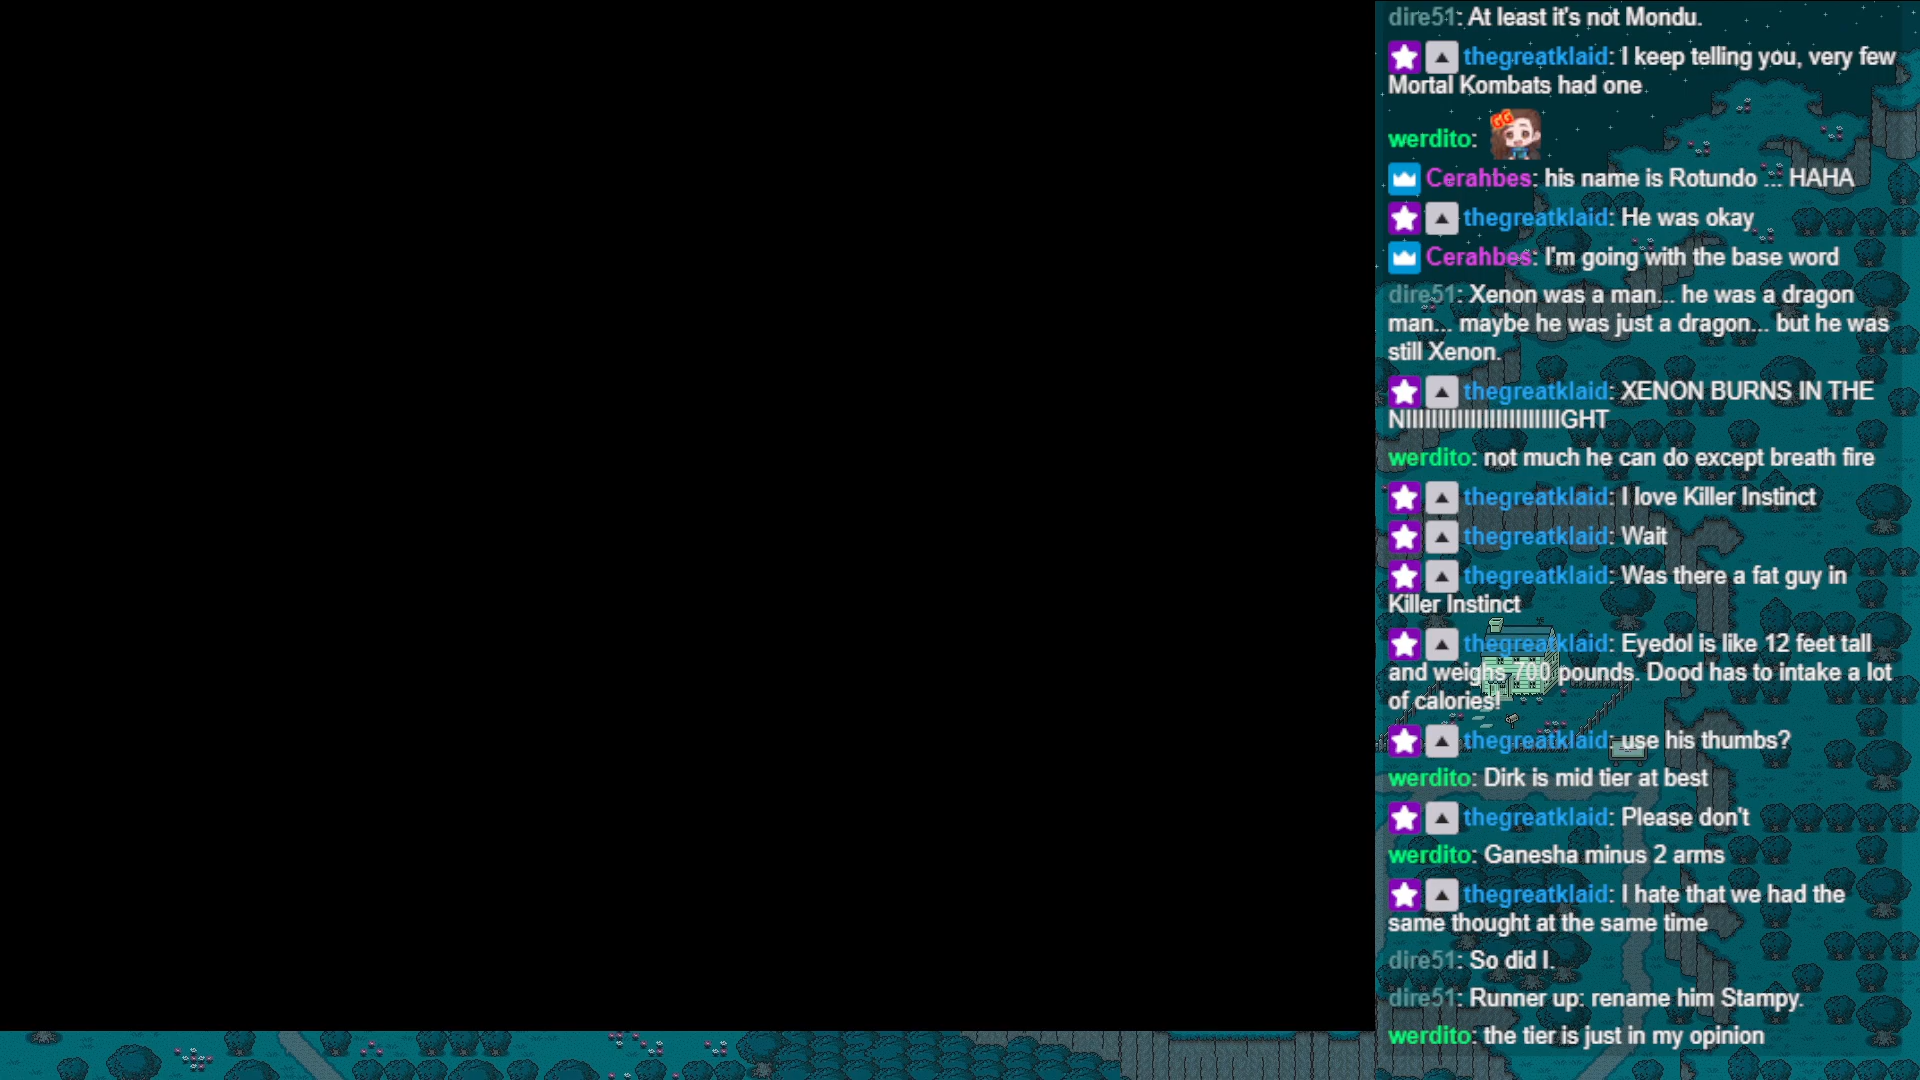 dire51: At least it's not Mondu.
thegreatklaid: I keep telling you, very few
Mortal Kombats had one
GG
werdito:
Cerahbes: his name is Rotundo ... HAHA
thegreatklaid: He was okay
Cerahbes: I'm going with the base word
dire51: Xenon was a man... he was a dragon
man... maybe he was just a dragon... but he was
still Xenon.
thegreatklaid: XENON BURNS IN THE
NIIIIIIIIIIIIIIIIIIIIIIIIIGHT
werdito: not much he can do except breath fire
thegreatklaid: I love Killer Instinct
thegreatklaid: Wait
thegreatklaid: Was there a fat guy in
Killer Instinct
thegreatklaid: Eyedol is like 12 feet tall
and weighs 700 pounds. Dood has to intake a lot
of calories!
thegreatklaid: use his thumbs?
werdito: Dirk is mid tier at best
thegreatklaid: Please don't
werdito: Ganesha minus 2 arms
thegreatklaid: I hate that we had the
same thought at the same time
dire51: So did I.
dire51: Runner up: rename him Stampy.
werdito: the tier is just in my opinion